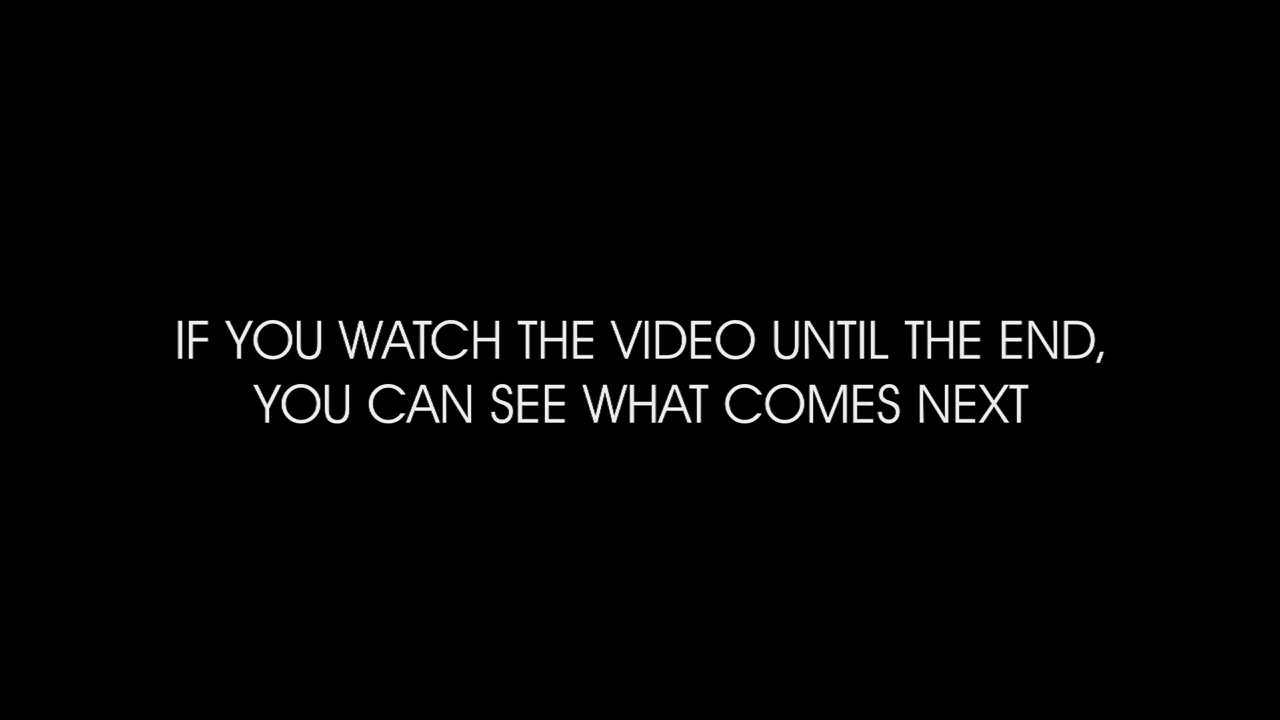 IF YOU WATCH THE VIDEO UNTIL THE END,
YOU CAN SEE WHAT COMES NEXT